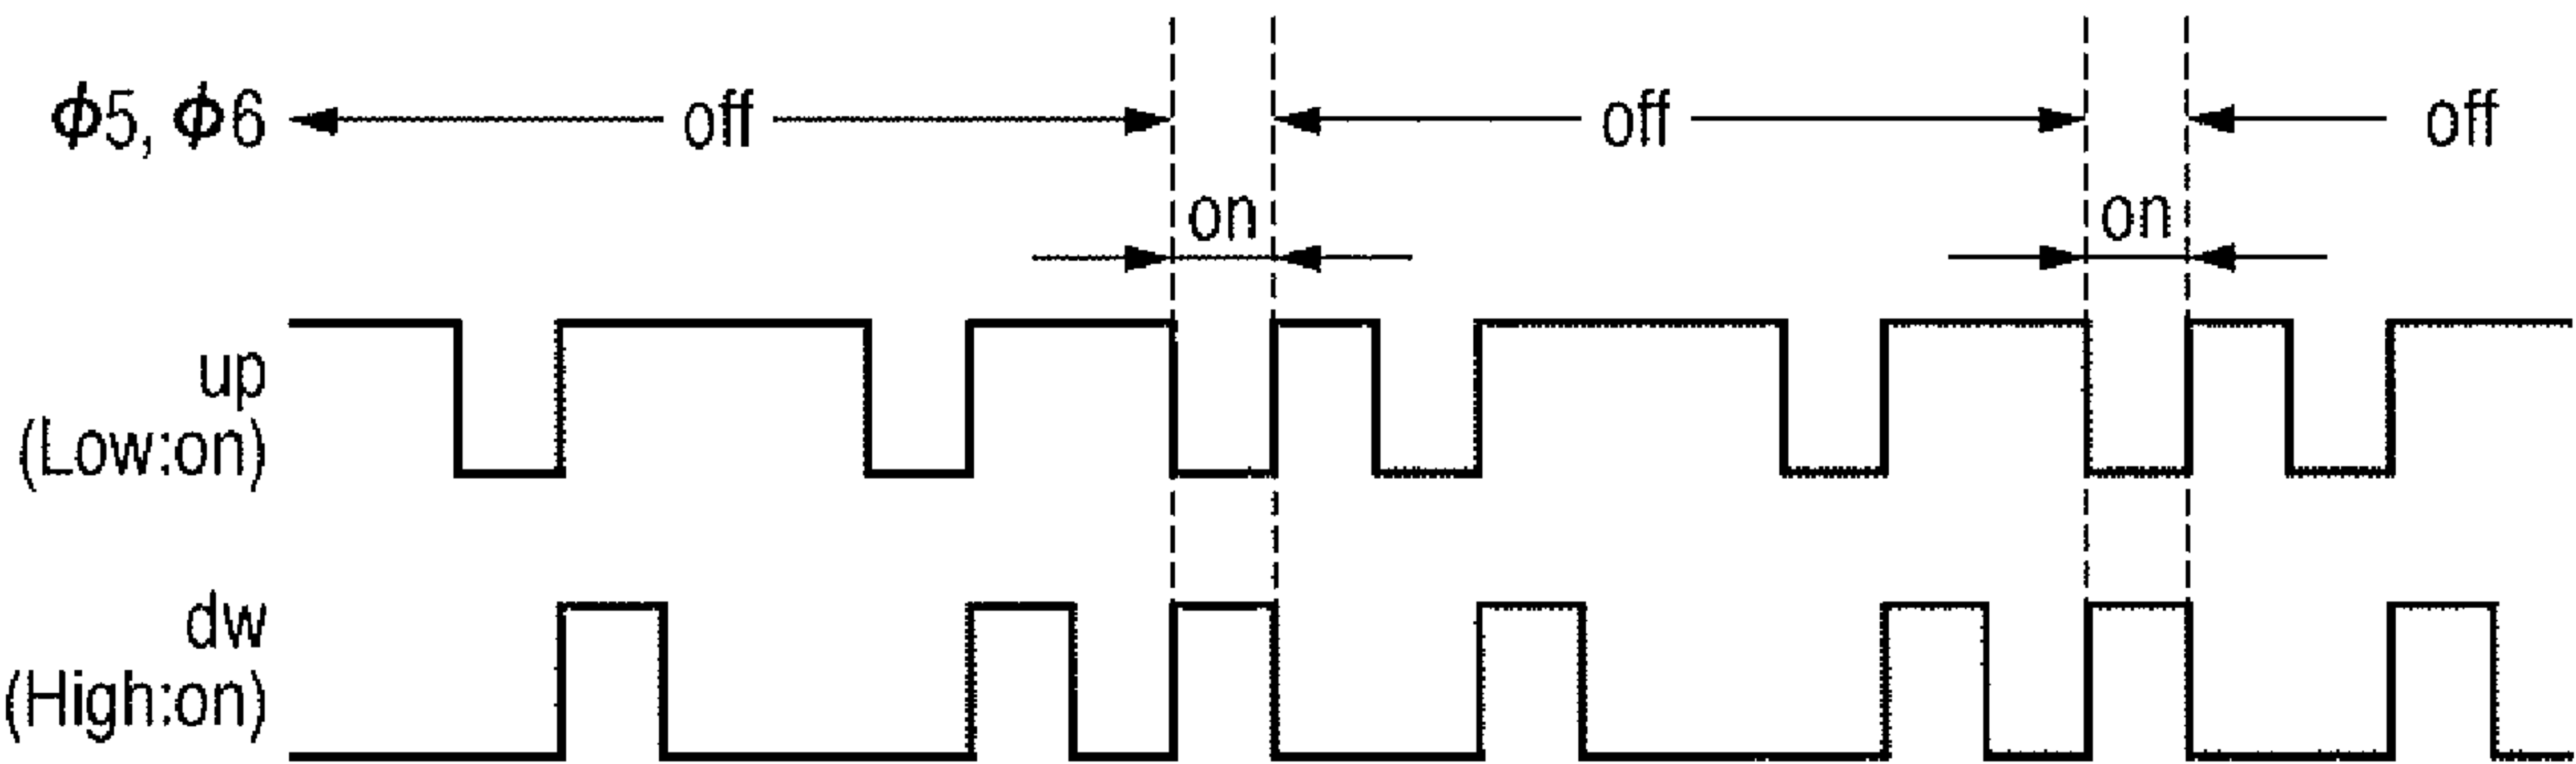 ϕ5, ϕ6 off off off
on on
up
(Low:on)
dw
(High:on)